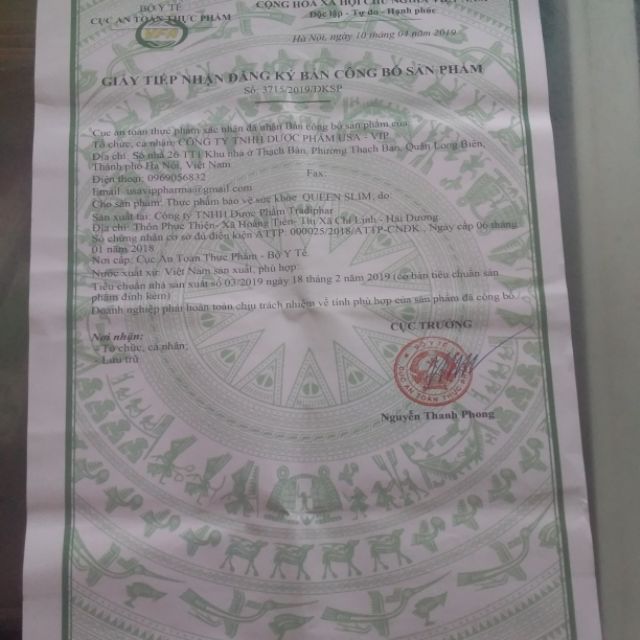 BỘ Y TẾ
CỤC AN TOÀN THỰC PHẨM
VFA
CỘNG HÒA XÃ HỘI CHỦ NGHĨA VIỆT NAM
Độc lập - Tự do - Hạnh phúc
Hà Nội, ngày 10 tháng 04 năm 2019
GIẤY TIẾP NHẬN ĐĂNG KÝ BẢN CÔNG BỐ SẢN PHẨM
Số: 3715/2019/ĐKSP
Cục an toàn thực phẩm xác nhận đã nhận Bản công bố sản phẩm của:
Tổ chức, cá nhân: CÔNG TY TNHH DƯỢC PHẨM USA - VIP
Địa chỉ: Số nhà 26 TT1 Khu nhà ở Thạch Bàn, Phường Thạch Bàn, Quận Long Biên,
Thành phố Hà Nội, Việt Nam
Điện thoại: 0969056832 Fax:
Email: usavippharma@gmail.com
Cho sản phẩm: Thực phẩm bảo vệ sức khỏe QUEEN SLIM, do
Sản xuất tại: Công ty TNHH Dược Phẩm Tradiphar
Địa chỉ: Thôn Phục Thiện- Xã Hoàng Tiến- Thị Xã Chí Linh - Hải Dương.
Số chứng nhận cơ sở đủ điều kiện ATTP 000025/2018/ATTP-CNĐK , Ngày cấp 06 tháng
01 năm 2018
Nơi cấp: Cục An Toàn Thực Phẩm - Bộ Y Tế.
Nước xuất xứ: Việt Nam sản xuất, phù hợp:
Tiêu chuẩn nhà sản xuất số 03/2019 ngày 18 tháng 2 năm 2019 (có bản tiêu chuẩn sản
phẩm đính kèm)
Doanh nghiệp phải hoàn toàn chịu trách nhiệm về tính phù hợp của sản phẩm đã công bố./.
CỤC TRƯỞNG
Nơi nhận:
- Tổ chức, cá nhân;
- Lưu trữ
Nguyễn Thanh Phong